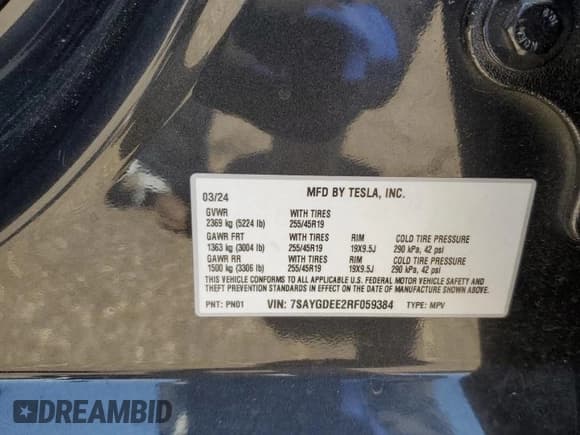 03/24 MFD BY TESLA, INC.
GVWR WITH TIRES
2369 kg (5224 lb) 255/45R19
GAWR FRT WITH TIRES RIM COLD TIRE PRESSURE
1363 kg (3004 lb) 255/45R19 19X9.5J 290 kPa, 42 psi
GAWR RR WITH TIRES RIM COLD TIRE PRESSURE
1500 kg (3306 lb) 255/45R19 19X9.5J 290 kPa, 42 psi
THIS VEHICLE CONFORMS TO ALL APPLICABLE U.S. FEDERAL MOTOR VEHICLE SAFETY AND
THEFT PREVENTION STANDARDS IN EFFECT ON THE DATE OF MANUFACTURE SHOWN ABOVE.
PNT: PN01 VIN: 7SAYGDEE2RF059384 TYPE: MPV
DREAMBID